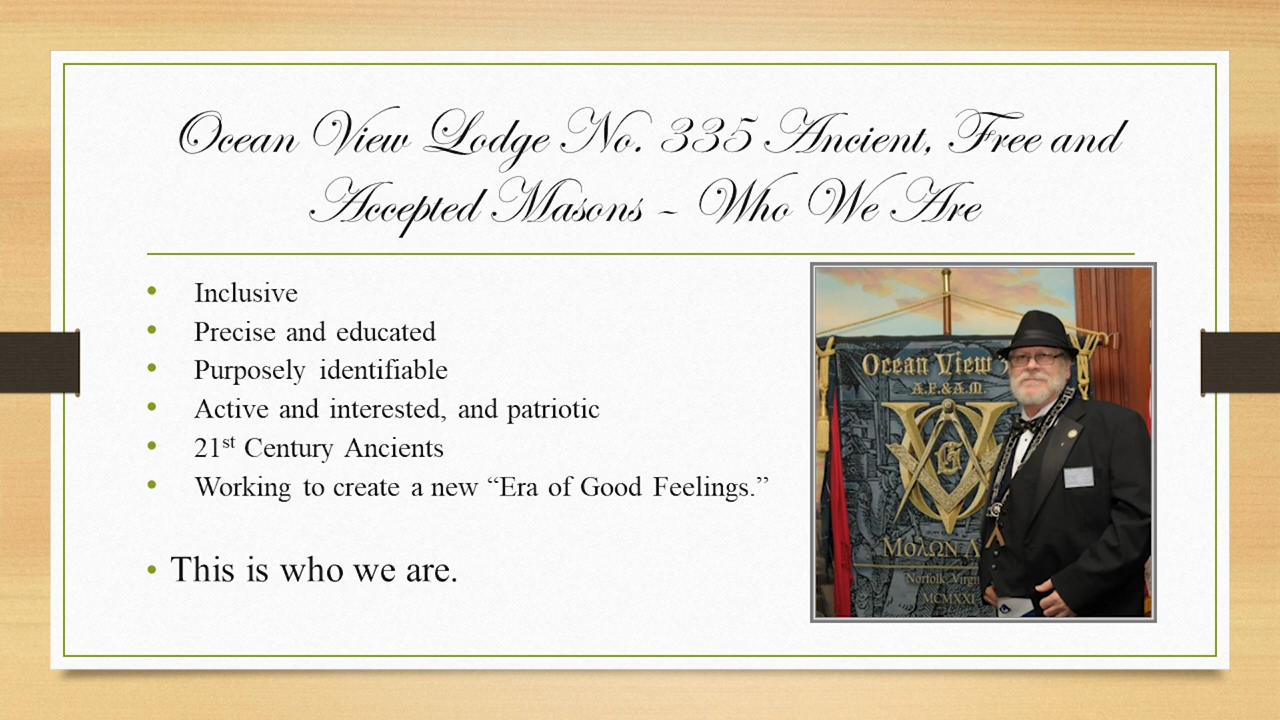 Ocean View Lodge No. 335 Ancient, Free and
Accepted Masons – Who We Are
• Inclusive
• Precise and educated
• Purposely identifiable
• Active and interested, and patriotic
• 21st Century Ancients
• Working to create a new “Era of Good Feelings.”
• This is who we are.
Ocean View
A.F.&A.M.
G
ΜολΩΝ Λ
Norfolk, Virgin
MCMXXI